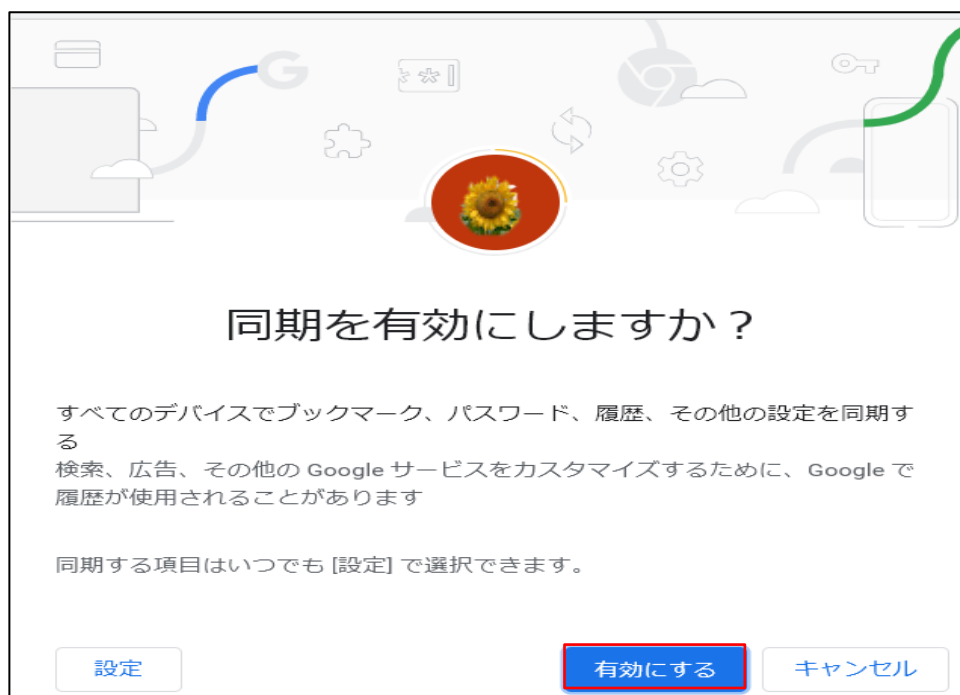 同期を有効にしますか？
すべてのデバイスでブックマーク、パスワード、履歴、その他の設定を同期す
る
検索、広告、その他の Google サービスをカスタマイズするために、Google で
履歴が使用されることがあります
同期する項目はいつでも [設定] で選択できます。
設定
有効にする
キャンセル